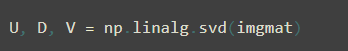 U, D, V = np.linalg.svd(imgmat)